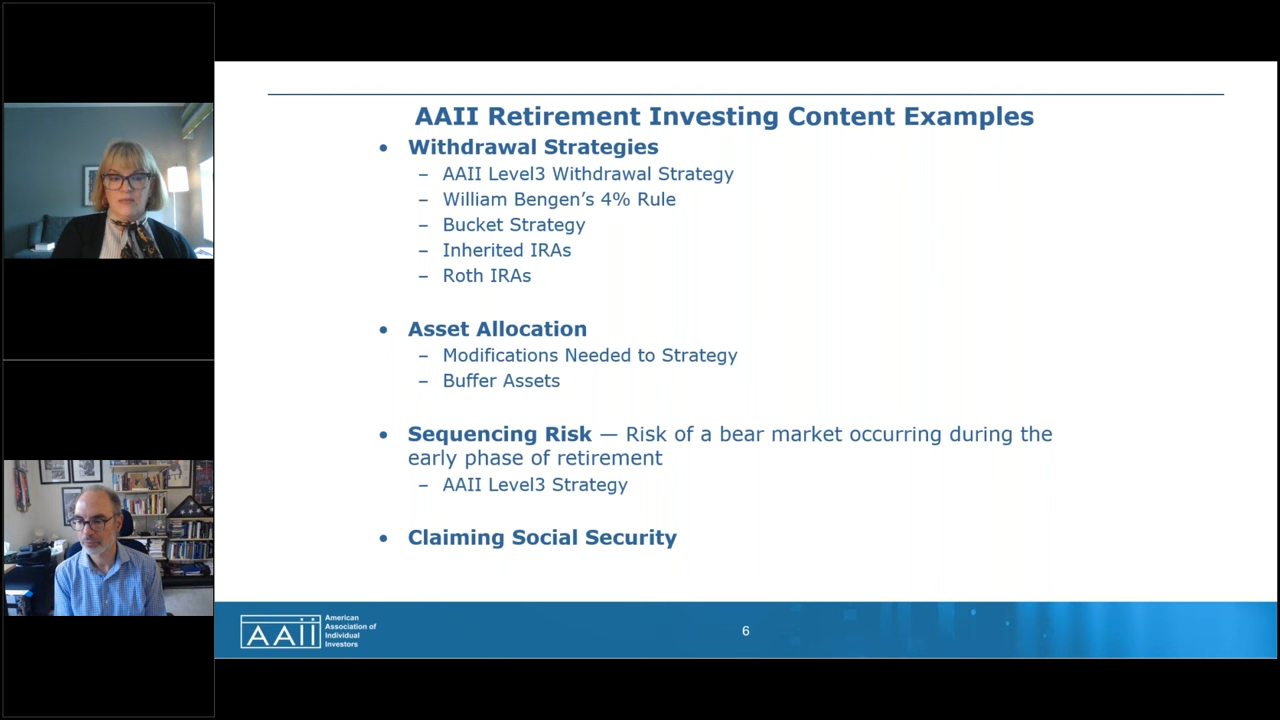 AAII Retirement Investing Content Examples
• Withdrawal Strategies
– AAII Level3 Withdrawal Strategy
– William Bengen’s 4% Rule
– Bucket Strategy
– Inherited IRAs
– Roth IRAs
• Asset Allocation
– Modifications Needed to Strategy
– Buffer Assets
• Sequencing Risk — Risk of a bear market occurring during the
early phase of retirement
– AAII Level3 Strategy
• Claiming Social Security
AAII
American
Association of
Individual
Investors
6